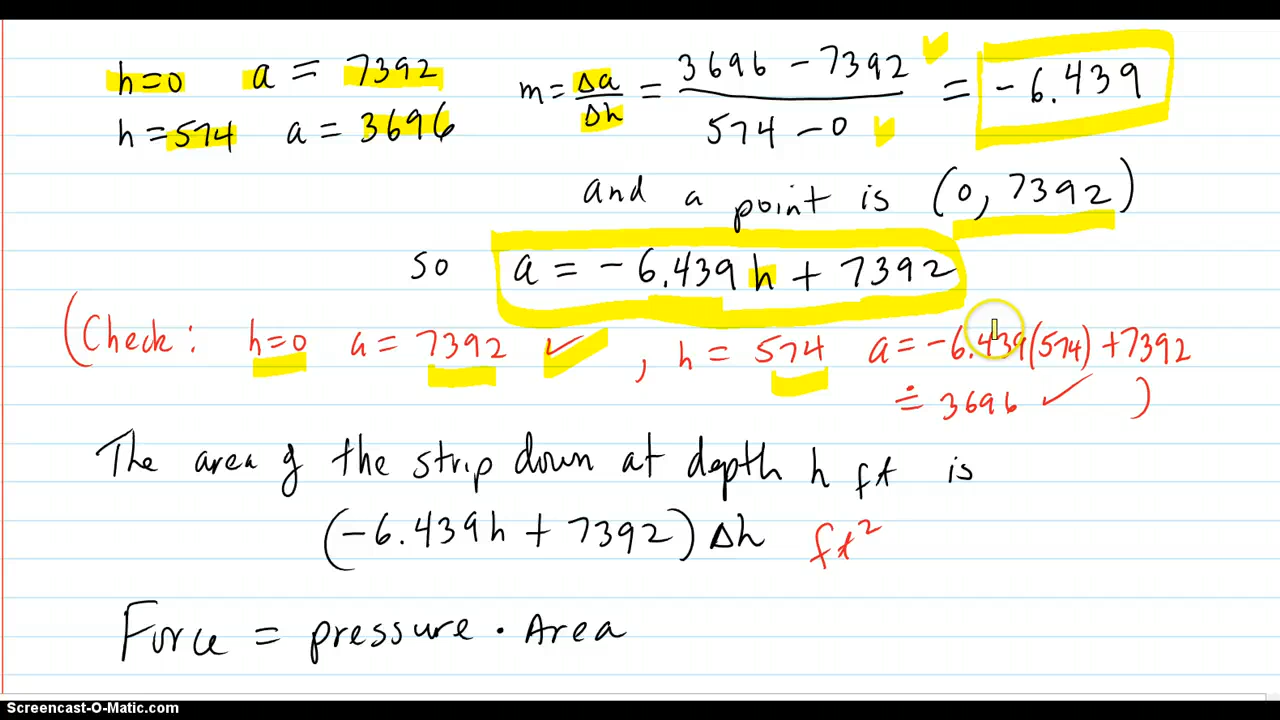 h=0 a = 7392 m = Δa/Δh = (3696 - 7392)/(574 - 0) = -6.439
h = 574 a = 3696
and a point is (0, 7392)
so a = -6.439h + 7392
(Check: h=0 a = 7392 ✓, h = 574 a = -6.439(574) + 7392
≐ 3696 ✓ )
The area of the strip down at depth h ft is
(-6.439h + 7392) Δh ft²
Force = pressure · Area
Screencast-O-Matic.com